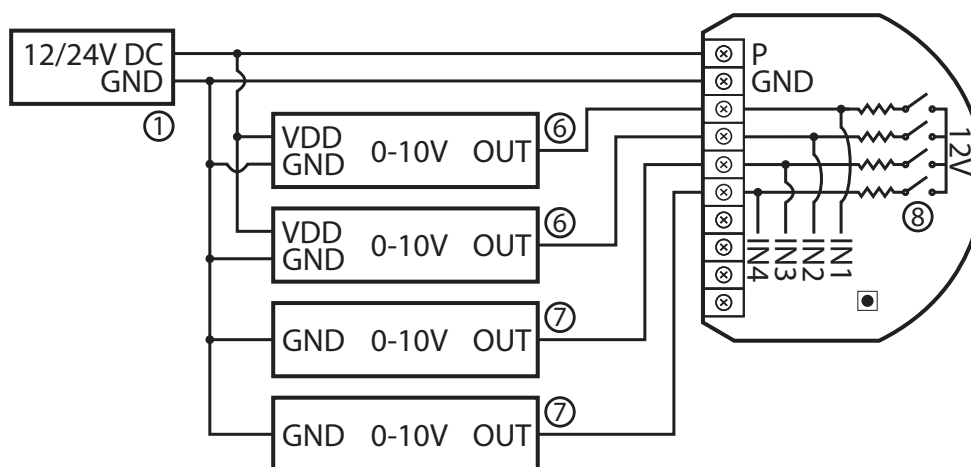 12/24V DC
GND
①
VDD
GND
0-10V
OUT
⑥
VDD
GND
0-10V
OUT
⑥
GND
0-10V
OUT
⑦
GND
0-10V
OUT
⑦
P
GND
12V
⑧
IN4
IN3
IN2
IN1